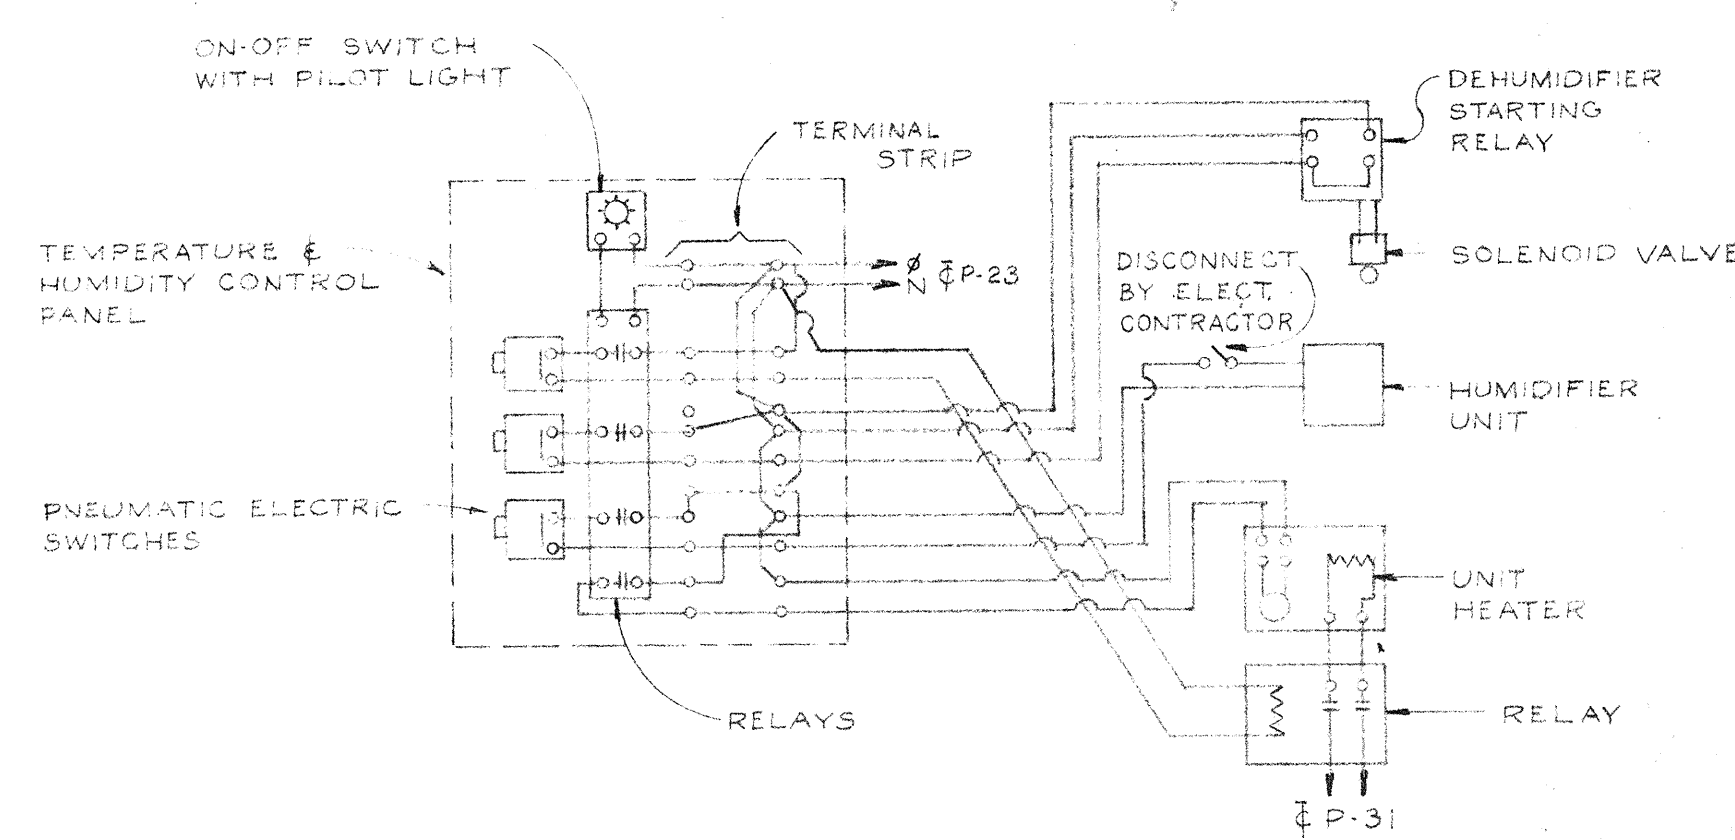 ON-OFF SWITCH
WITH PILOT LIGHT
TERMINAL
STRIP
DEHUMIDIFIER
STARTING
RELAY
TEMPERATURE &
HUMIDITY CONTROL
PANEL
Ø
N
P-23
DISCONNECT
BY ELECT.
CONTRACTOR
SOLENOID VALVE
HUMIDIFIER
UNIT
PNEUMATIC ELECTRIC
SWITCHES
UNIT
HEATER
RELAYS
RELAY
P-31